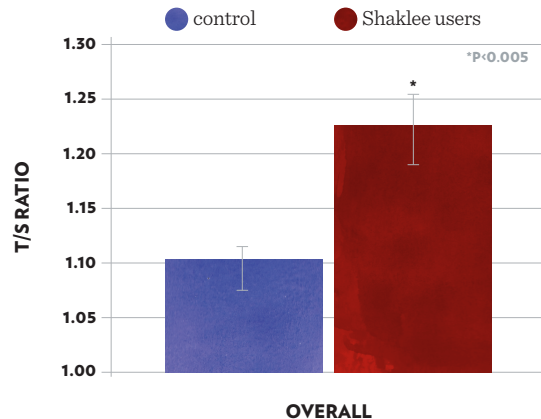 control
Shaklee users
1.30
*P<0.005
*
1.25
1.20
1.15
1.10
1.05
1.00
T/S RATIO
OVERALL